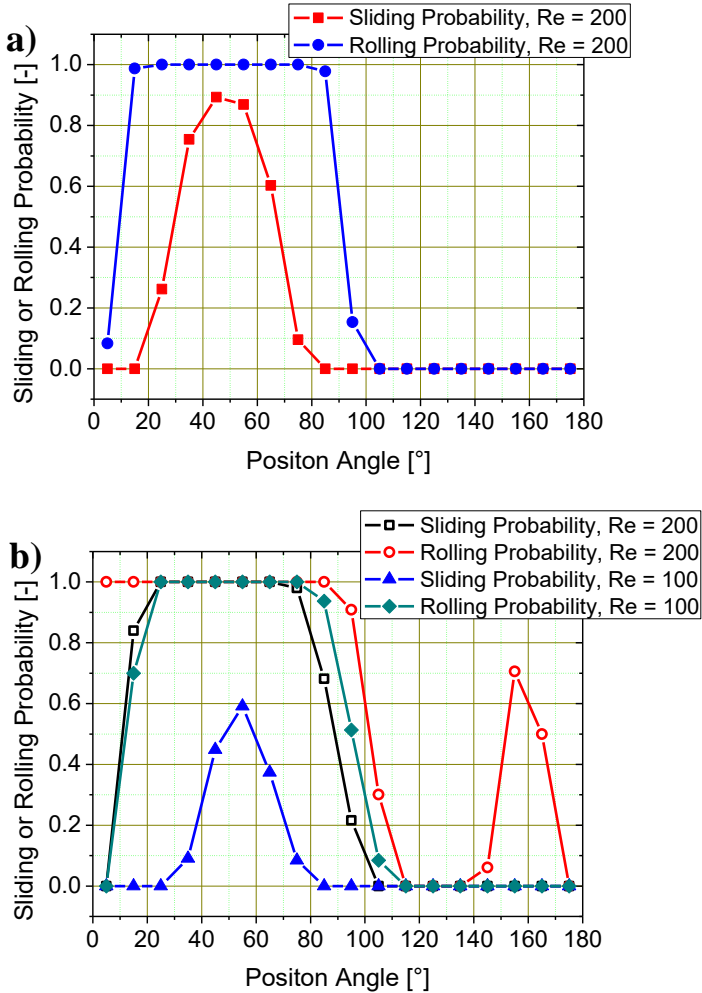 a)
Sliding Probability, Re = 200
Rolling Probability, Re = 200
Sliding or Rolling Probability [-]
1.0
0.8
0.6
0.4
0.2
0.0
0 20 40 60 80 100 120 140 160 180
Positon Angle [°]
b)
Sliding Probability, Re = 200
Rolling Probability, Re = 200
Sliding Probability, Re = 100
Rolling Probability, Re = 100
Sliding or Rolling Probability [-]
1.0
0.8
0.6
0.4
0.2
0.0
0 20 40 60 80 100 120 140 160 180
Positon Angle [°]